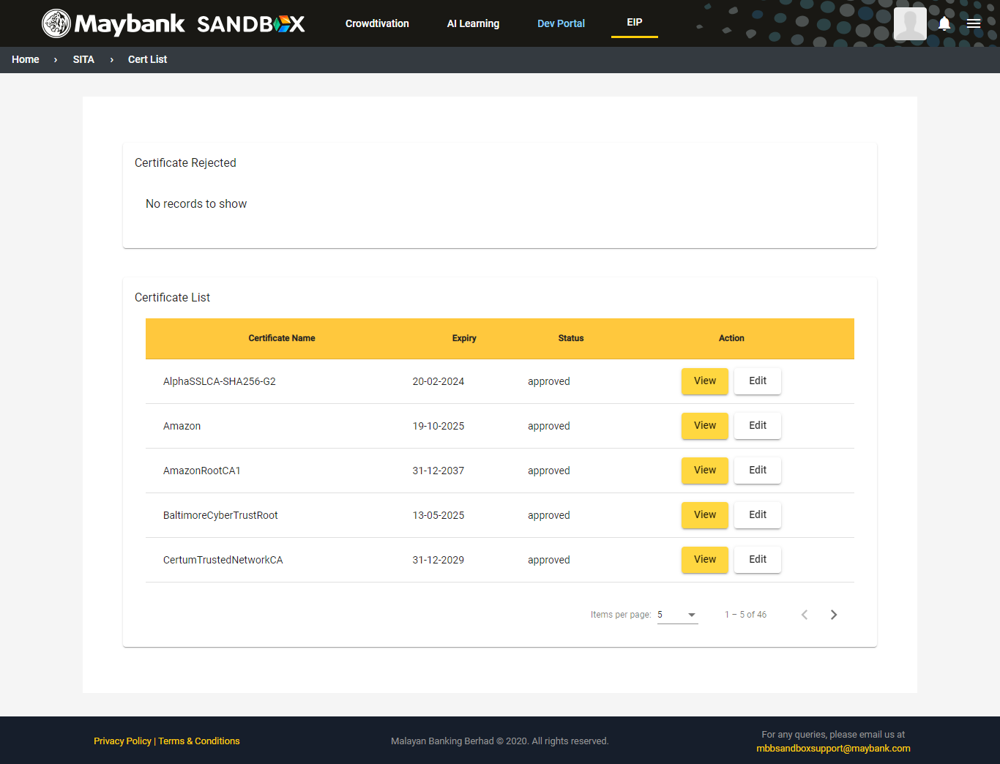 Maybank SANDBOX Crowdtivation AI Learning Dev Portal EIP
Home › SITA › Cert List
Certificate Rejected
No records to show
Certificate List
Certificate Name Expiry Status Action
AlphaSSLCA-SHA256-G2 20-02-2024 approved View Edit
Amazon 19-10-2025 approved View Edit
AmazonRootCA1 31-12-2037 approved View Edit
BaltimoreCyberTrustRoot 13-05-2025 approved View Edit
CertumTrustedNetworkCA 31-12-2029 approved View Edit
Items per page: 5 1 – 5 of 46
Privacy Policy | Terms & Conditions
Malayan Banking Berhad © 2020. All rights reserved.
For any queries, please email us at
mbbsandboxsupport@maybank.com